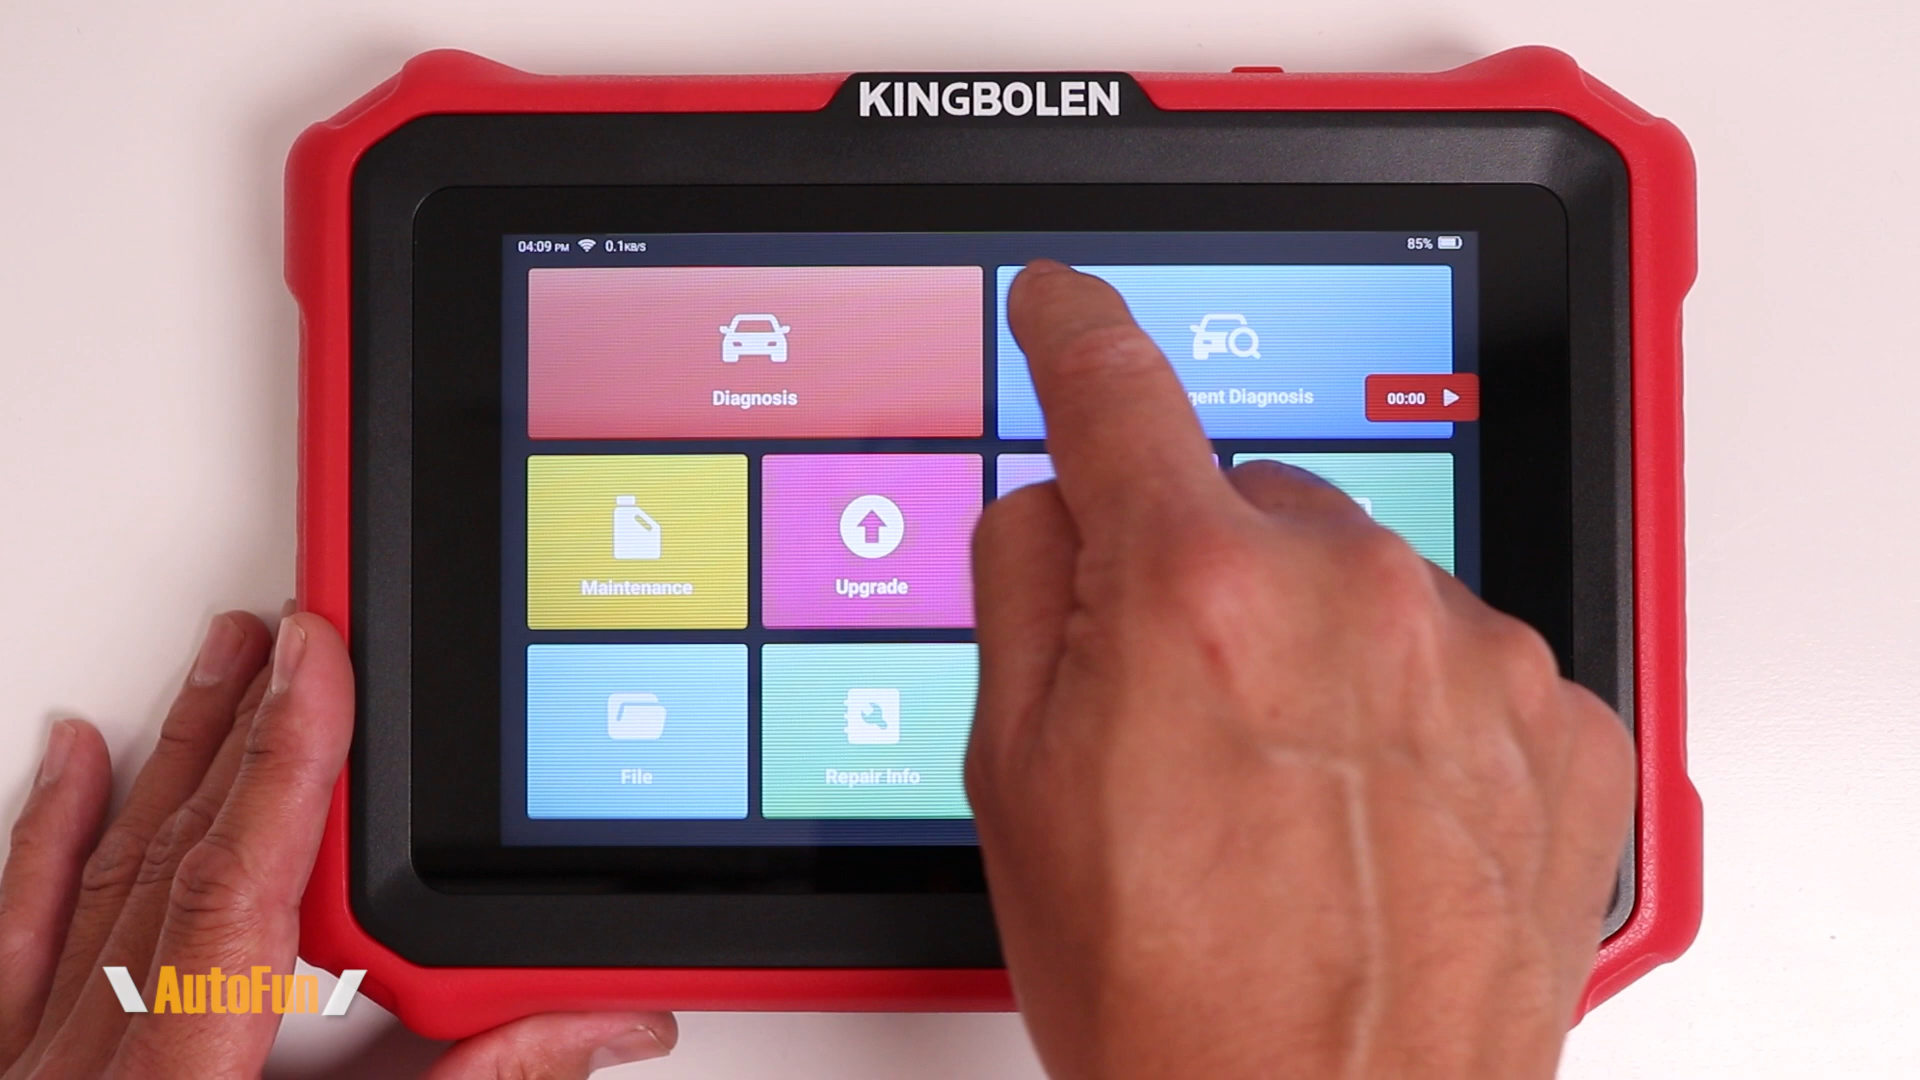 KINGBOLEN
04:09 PM 0.1KB/S 85%
Diagnosis
gent Diagnosis
00:00
Maintenance
Upgrade
File
Repair Info
AutoFun